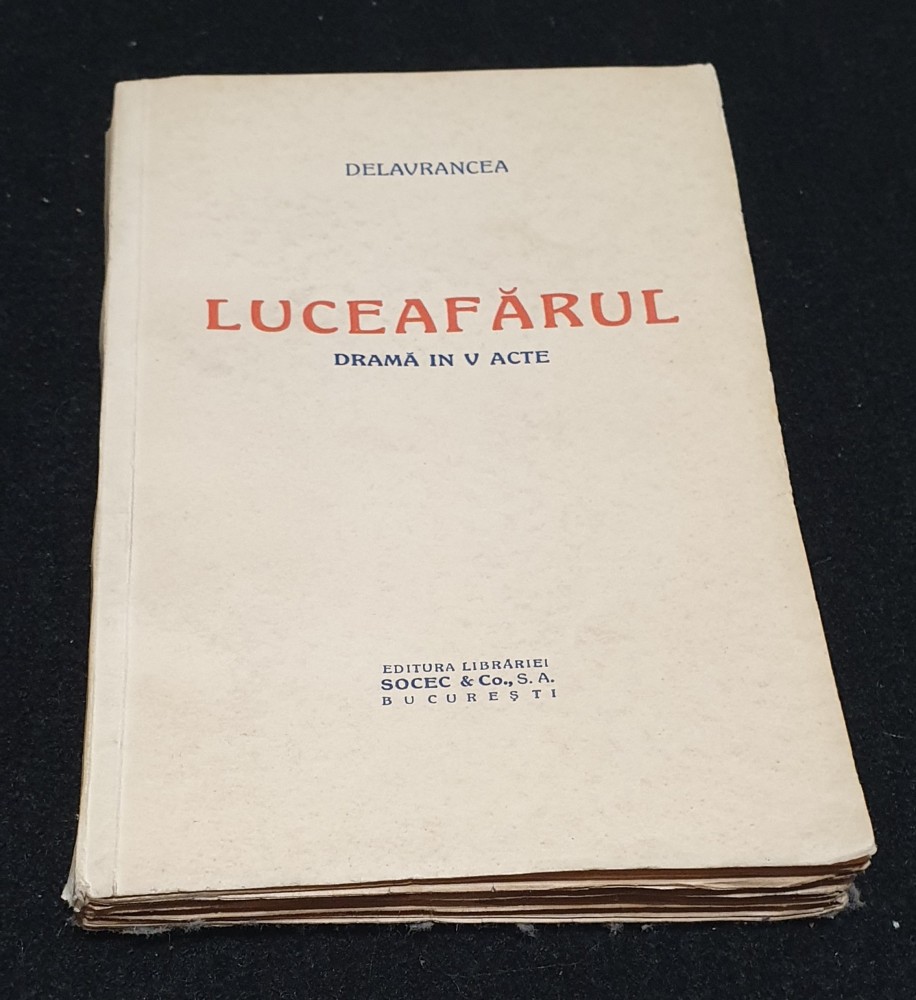 DELAVRANCEA
LUCEAFĂRUL
DRAMĂ IN V ACTE
EDITURA LIBRĂRIEI
SOCEC & Co., S. A.
BUCUREŞTI